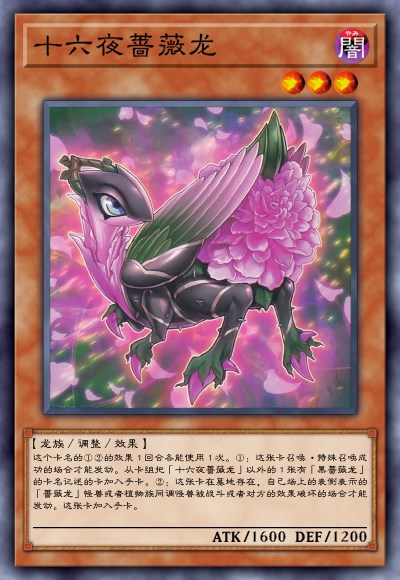 十六夜蔷薇龙
やみ
闇
【龙族/调整/效果】
这个卡名的①②的效果1回合各能使用1次。①:这张卡召唤·特殊召唤成
功的场合才能发动。从卡组把「十六夜蔷薇龙」以外的1张有「黑蔷薇龙」
的卡名记述的卡加入手卡。②:这张卡在墓地存在,自己场上的表侧表示的
「蔷薇龙」怪兽或者植物族同调怪兽被战斗或者对方的效果破坏的场合才能
发动。这张卡加入手卡。
ATK/1600 DEF/1200